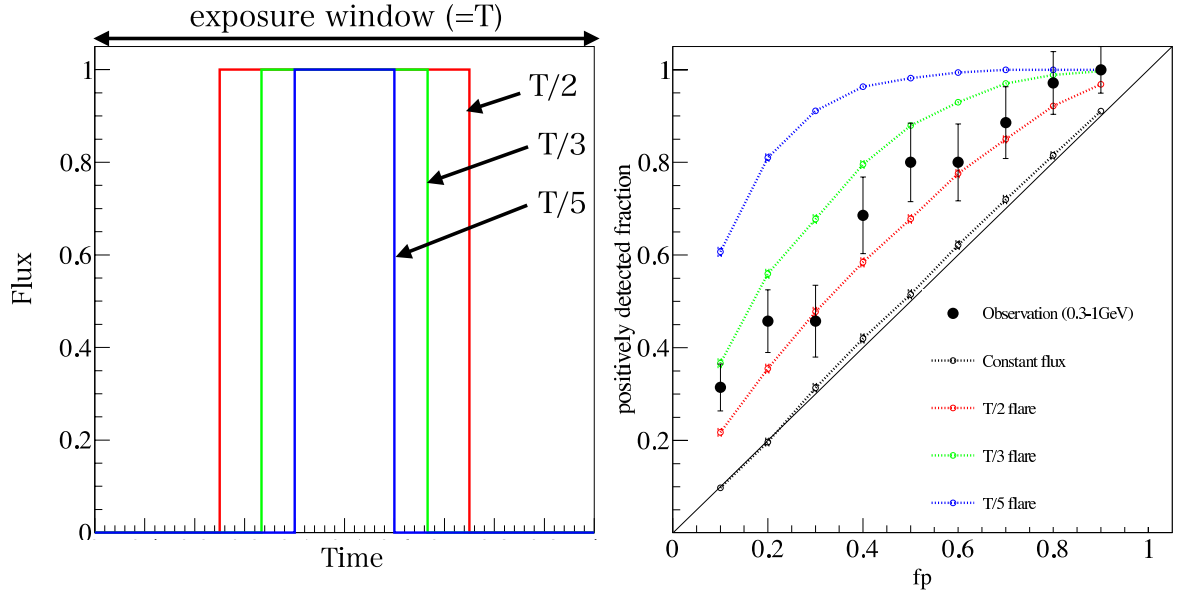 exposure window (=T)
1
0.8
0.6
0.4
0.2
0
Flux
Time
T/2
T/3
T/5
positively detected fraction
1
0.8
0.6
0.4
0.2
0
0.2
0.4
0.6
0.8
1
fp
Observation (0.3-1GeV)
Constant flux
T/2 flare
T/3 flare
T/5 flare